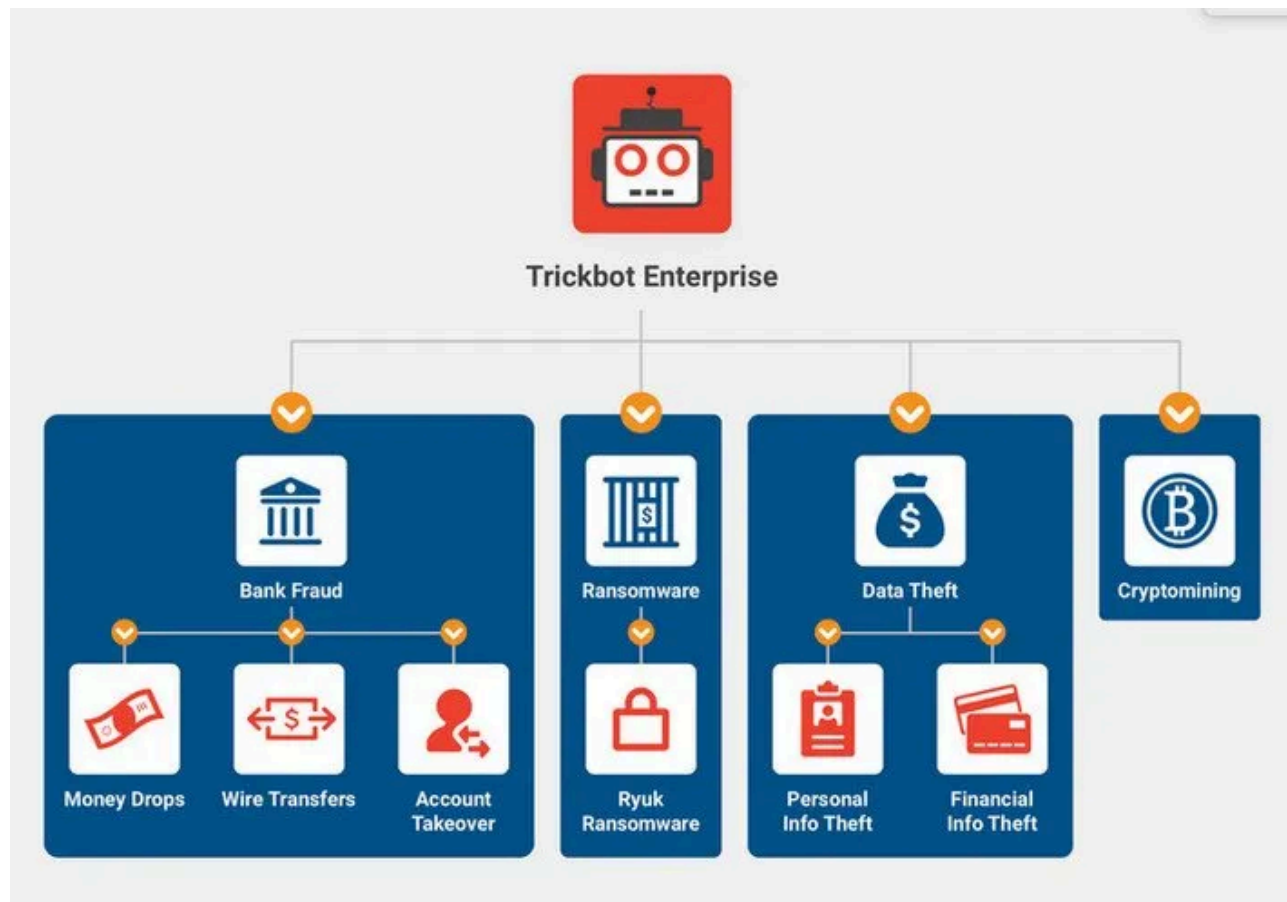 Trickbot Enterprise
Bank Fraud
Ransomware
Data Theft
Cryptomining
Money Drops
Wire Transfers
Account
Takeover
Ryuk
Ransomware
Personal
Info Theft
Financial
Info Theft